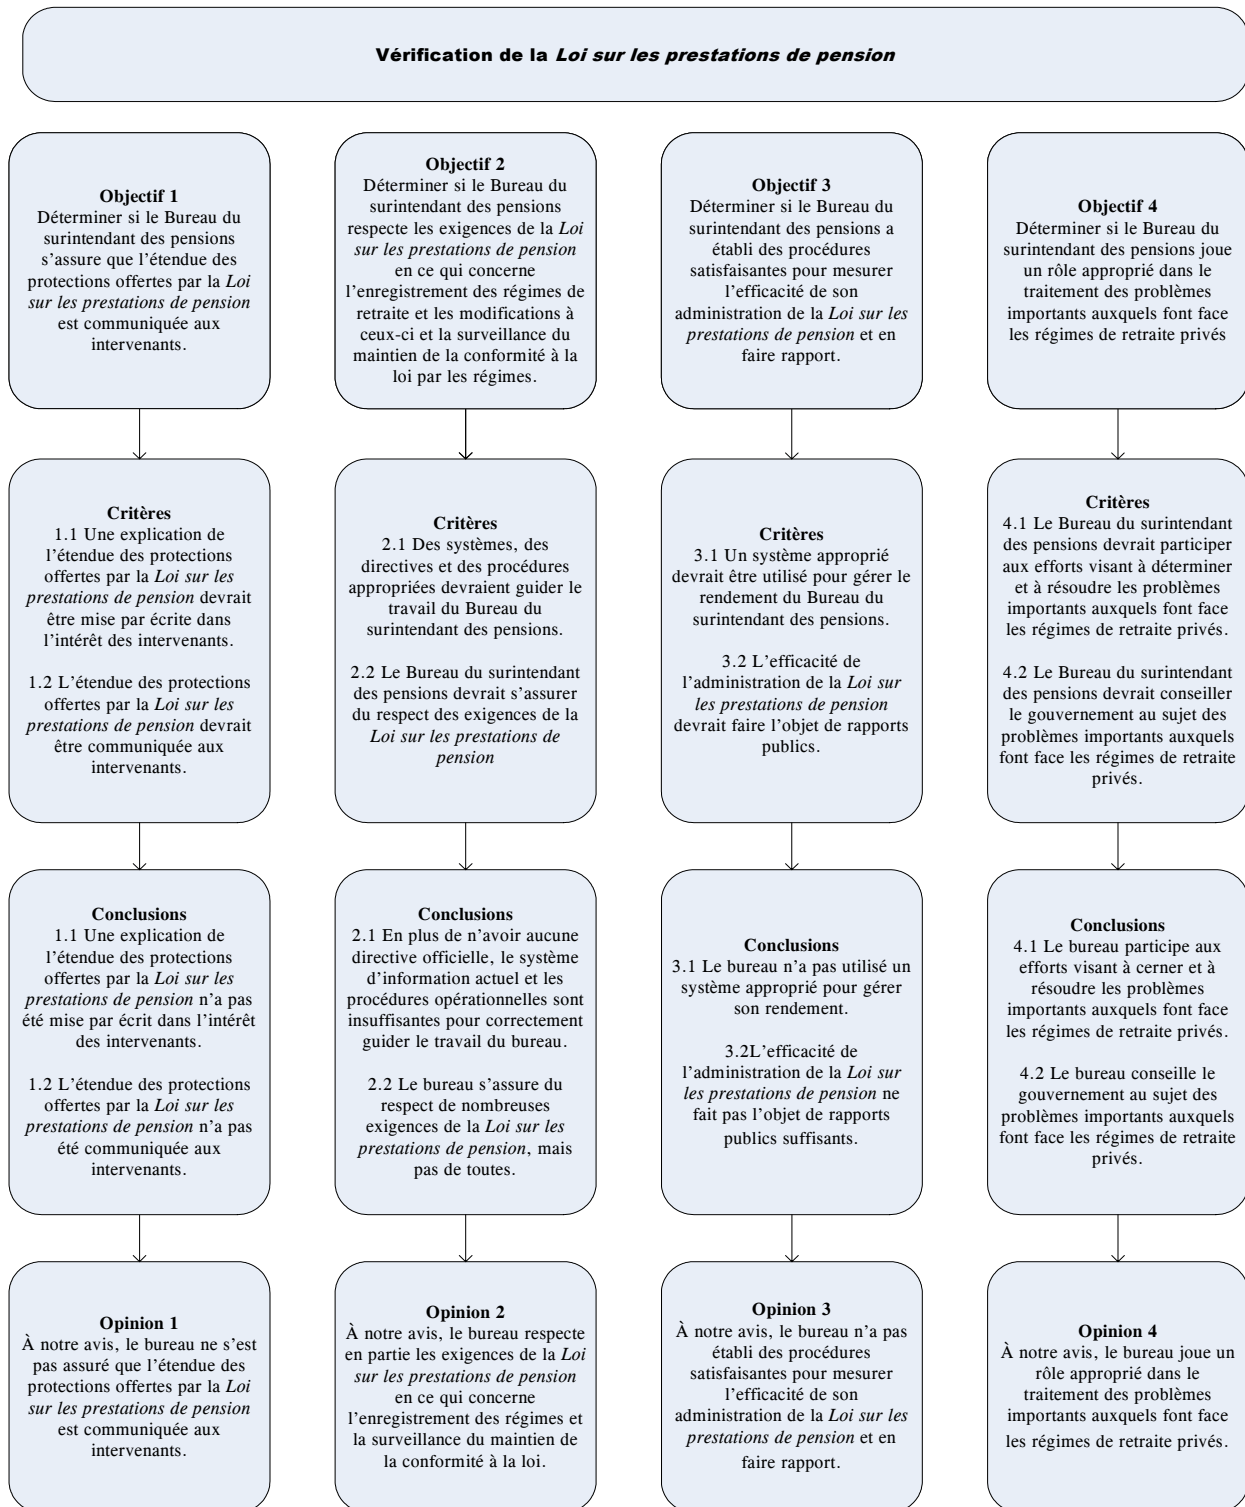 Vérification de la Loi sur les prestations de pension
Objectif 1
Déterminer si le Bureau du
surintendant des pensions
s’assure que l’étendue des
protections offertes par la Loi
sur les prestations de pension
est communiquée aux
intervenants.
Objectif 2
Déterminer si le Bureau du
surintendant des pensions
respecte les exigences de la Loi
sur les prestations de pension
en ce qui concerne
l’enregistrement des régimes de
retraite et les modifications à
ceux-ci et la surveillance du
maintien de la conformité à la
loi par les régimes.
Objectif 3
Déterminer si le Bureau du
surintendant des pensions a
établi des procédures
satisfaisantes pour mesurer
l’efficacité de son
administration de la Loi sur les
prestations de pension et en
faire rapport.
Objectif 4
Déterminer si le Bureau du
surintendant des pensions joue
un rôle approprié dans le
traitement des problèmes
importants auxquels font face
les régimes de retraite privés
Critères
1.1 Une explication de
l’étendue des protections
offertes par la Loi sur les
prestations de pension devrait
être mise par écrite dans
l’intérêt des intervenants.
1.2 L’étendue des protections
offertes par la Loi sur les
prestations de pension devrait
être communiquée aux
intervenants.
Critères
2.1 Des systèmes, des
directives et des procédures
appropriées devraient guider le
travail du Bureau du
surintendant des pensions.
2.2 Le Bureau du surintendant
des pensions devrait s’assurer
du respect des exigences de la
Loi sur les prestations de
pension
Critères
3.1 Un système approprié
devrait être utilisé pour gérer le
rendement du Bureau du
surintendant des pensions.
3.2 L’efficacité de
l’administration de la Loi sur
les prestations de pension
devrait faire l’objet de rapports
publics.
Critères
4.1 Le Bureau du surintendant
des pensions devrait participer
aux efforts visant à déterminer
et à résoudre les problèmes
importants auxquels font face
les régimes de retraite privés.
4.2 Le Bureau du surintendant
des pensions devrait conseiller
le gouvernement au sujet des
problèmes importants auxquels
font face les régimes de retraite
privés.
Conclusions
1.1 Une explication de
l’étendue des protections
offertes par la Loi sur les
prestations de pension n’a pas
été mise par écrit dans l’intérêt
des intervenants.
1.2 L’étendue des protections
offertes par la Loi sur les
prestations de pension n’a pas
été communiquée aux
intervenants.
Conclusions
2.1 En plus de n’avoir aucune
directive officielle, le système
d’information actuel et les
procédures opérationnelles sont
insuffisantes pour correctement
guider le travail du bureau.
2.2 Le bureau s’assure du
respect de nombreuses
exigences de la Loi sur les
prestations de pension, mais
pas de toutes.
Conclusions
3.1 Le bureau n’a pas utilisé un
système approprié pour gérer
son rendement.
3.2L’efficacité de
l’administration de la Loi sur
les prestations de pension ne
fait pas l’objet de rapports
publics suffisants.
Conclusions
4.1 Le bureau participe aux
efforts visant à cerner et à
résoudre les problèmes
importants auxquels font face
les régimes de retraite privés.
4.2 Le bureau conseille le
gouvernement au sujet des
problèmes importants auxquels
font face les régimes de retraite
privés.
Opinion 1
À notre avis, le bureau ne s’est
pas assuré que l’étendue des
protections offertes par la Loi
sur les prestations de pension
est communiquée aux
intervenants.
Opinion 2
À notre avis, le bureau respecte
en partie les exigences de la Loi
sur les prestations de pension
en ce qui concerne
l’enregistrement des régimes et
la surveillance du maintien de
la conformité à la loi.
Opinion 3
À notre avis, le bureau n’a pas
établi des procédures
satisfaisantes pour mesurer
l’efficacité de son
administration de la Loi sur les
prestations de pension et en
faire rapport.
Opinion 4
À notre avis, le bureau joue un
rôle approprié dans le
traitement des problèmes
importants auxquels font face
les régimes de retraite privés.